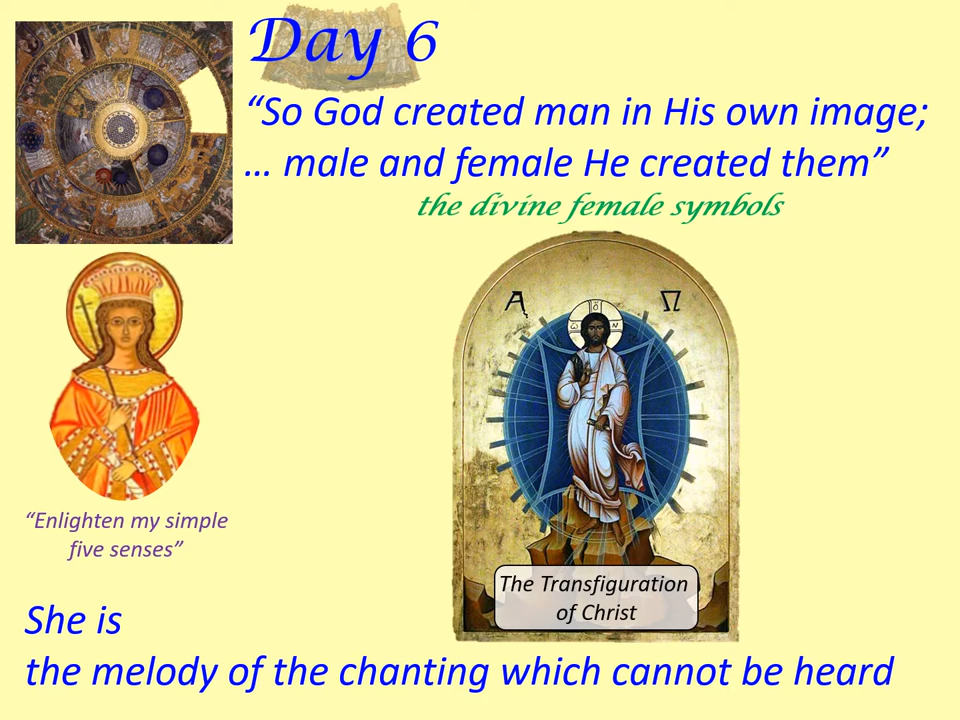 Day 6
“So God created man in His own image;
... male and female He created them”
the divine female symbols
Α Ω
“Enlighten my simple
five senses”
The Transfiguration
of Christ
She is
the melody of the chanting which cannot be heard